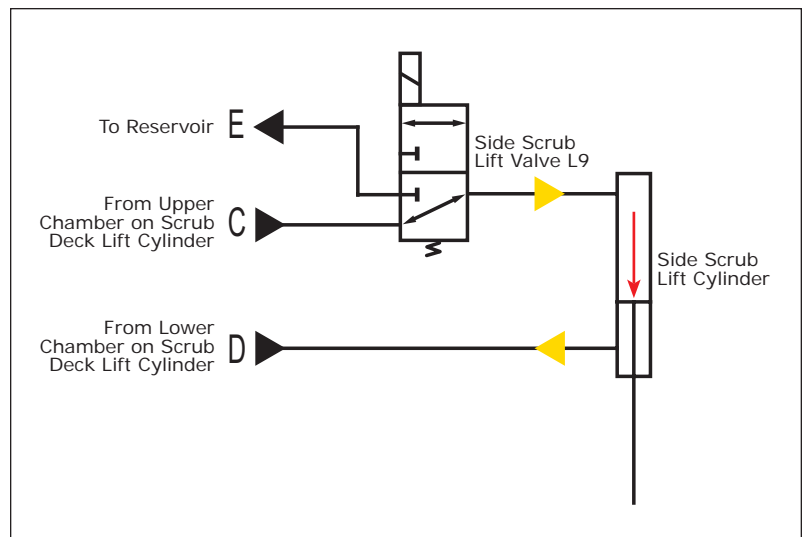 To Reservoir E
Side Scrub
Lift Valve L9
From Upper
Chamber on Scrub
Deck Lift Cylinder
C
Side Scrub
Lift Cylinder
From Lower
Chamber on Scrub
Deck Lift Cylinder
D